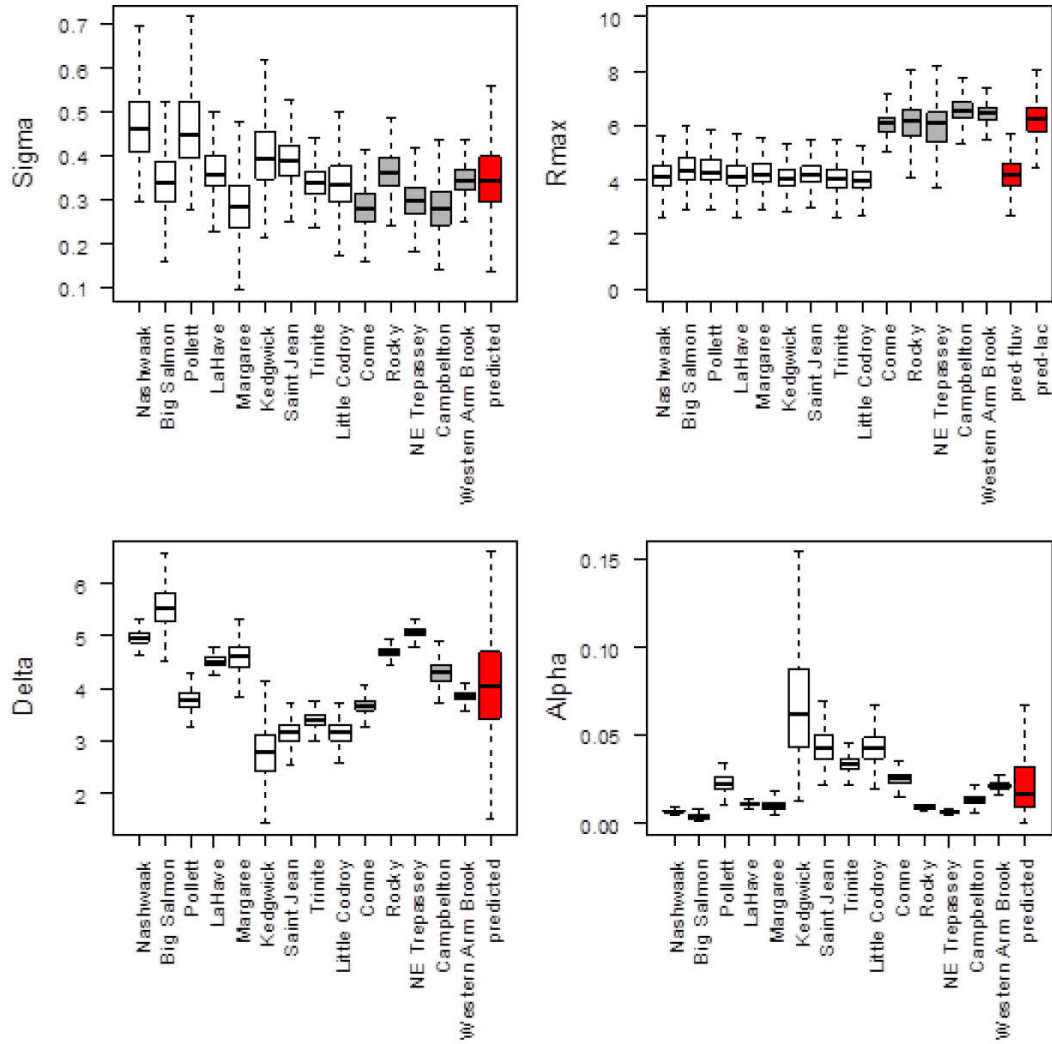 Sigma
0.7
0.6
0.5
0.4
0.3
0.2
0.1
Nashwaak
Big Salmon
Pollett
LaHave
Margaree
Kedgwick
Saint Jean
Trinite
Little Codroy
Conne
Rocky
NE Trepassey
Campbellton
Western Arm Brook
predicted
Rmax
10
8
6
4
2
0
Nashwaak
Big Salmon
Pollett
LaHave
Margaree
Kedgwick
Saint Jean
Trinite
Little Codroy
Conne
Rocky
NE Trepassey
Campbellton
Western Arm Brook
pred-fluv
pred-lac
Delta
6
5
4
3
2
Nashwaak
Big Salmon
Pollett
LaHave
Margaree
Kedgwick
Saint Jean
Trinite
Little Codroy
Conne
Rocky
NE Trepassey
Campbellton
Western Arm Brook
predicted
Alpha
0.15
0.10
0.05
0.00
Nashwaak
Big Salmon
Pollett
LaHave
Margaree
Kedgwick
Saint Jean
Trinite
Little Codroy
Conne
Rocky
NE Trepassey
Campbellton
Western Arm Brook
predicted